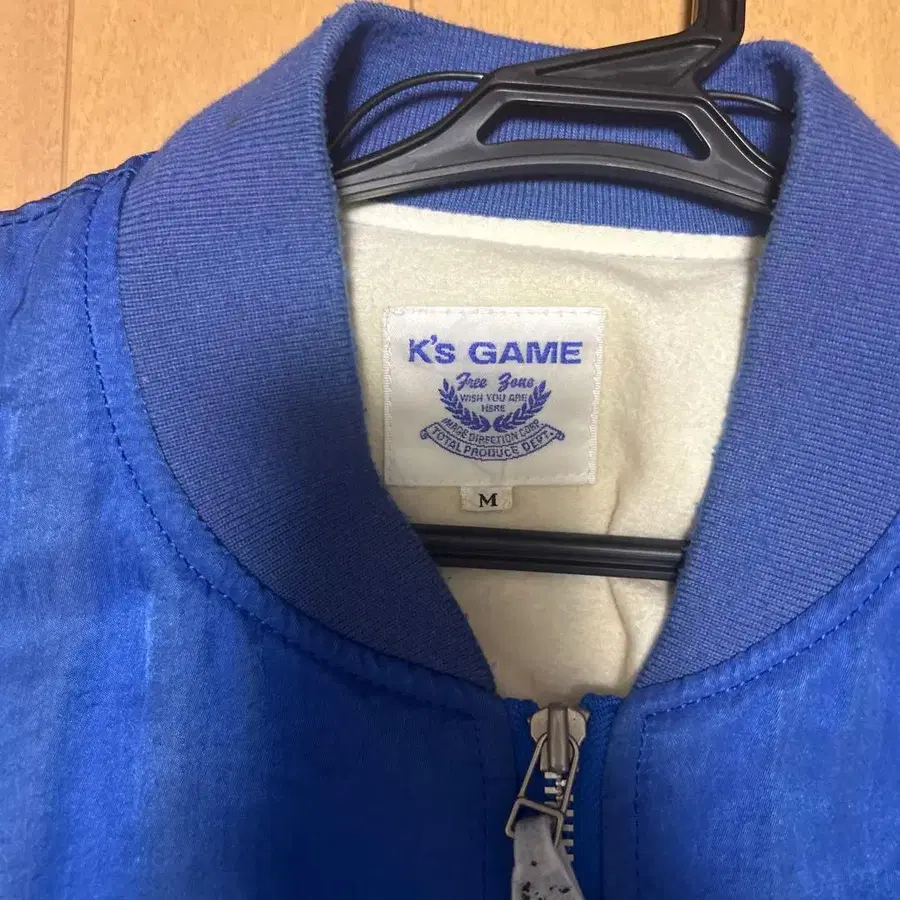 K's GAME
Free Zone
WISH YOU ARE
HERE
IMAGE DIRECTION CORP.
TOTAL PRODUCE DEPT.
M